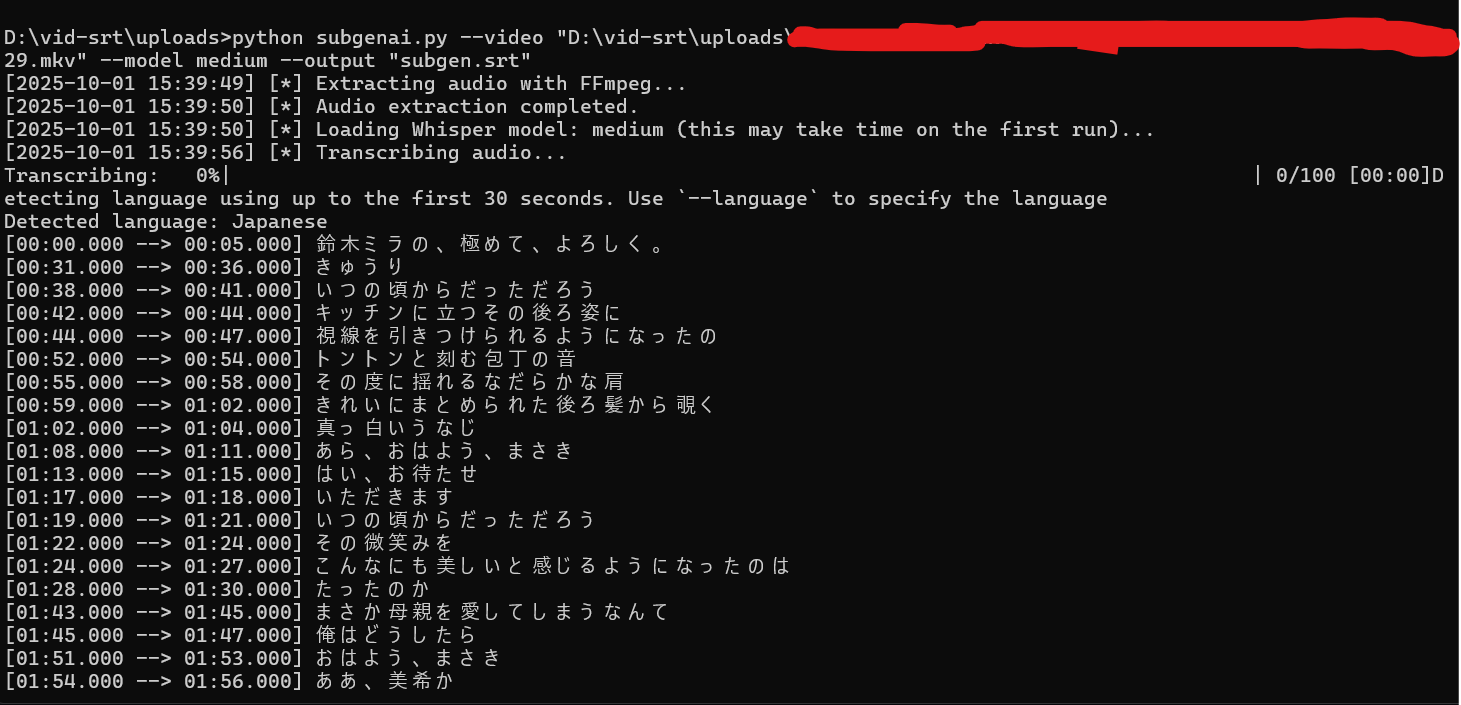 D:\vid-srt\uploads>python subgenai.py --video "D:\vid-srt\uploads\
29.mkv" --model medium --output "subgen.srt"
[2025-10-01 15:39:49] [*] Extracting audio with FFmpeg...
[2025-10-01 15:39:50] [*] Audio extraction completed.
[2025-10-01 15:39:50] [*] Loading Whisper model: medium (this may take time on the first run)...
[2025-10-01 15:39:56] [*] Transcribing audio...
Transcribing:   0%|                                                                                | 0/100 [00:00]D
etecting language using up to the first 30 seconds. Use `--language` to specify the language
Detected language: Japanese
[00:00.000 --> 00:05.000] 鈴木ミラの、極めて、よろしく。
[00:31.000 --> 00:36.000] きゅうり
[00:38.000 --> 00:41.000] いつの頃からだっただろう
[00:42.000 --> 00:44.000] キッチンに立つその後ろ姿に
[00:44.000 --> 00:47.000] 視線を引きつけられるようになったの
[00:52.000 --> 00:54.000] トントンと刻む包丁の音
[00:55.000 --> 00:58.000] その度に揺れるなだらかな肩
[00:59.000 --> 01:02.000] きれいにまとめられた後ろ髪から覗く
[01:02.000 --> 01:04.000] 真っ白いうなじ
[01:08.000 --> 01:11.000] あら、おはよう、まさき
[01:13.000 --> 01:15.000] はい、お待たせ
[01:17.000 --> 01:18.000] いただきます
[01:19.000 --> 01:21.000] いつの頃からだっただろう
[01:22.000 --> 01:24.000] その微笑みを
[01:24.000 --> 01:27.000] こんなにも美しいと感じるようになったのは
[01:28.000 --> 01:30.000] たったのか
[01:43.000 --> 01:45.000] まさか母親を愛してしまうなんて
[01:45.000 --> 01:47.000] 俺はどうしたら
[01:51.000 --> 01:53.000] おはよう、まさき
[01:54.000 --> 01:56.000] ああ、美希か